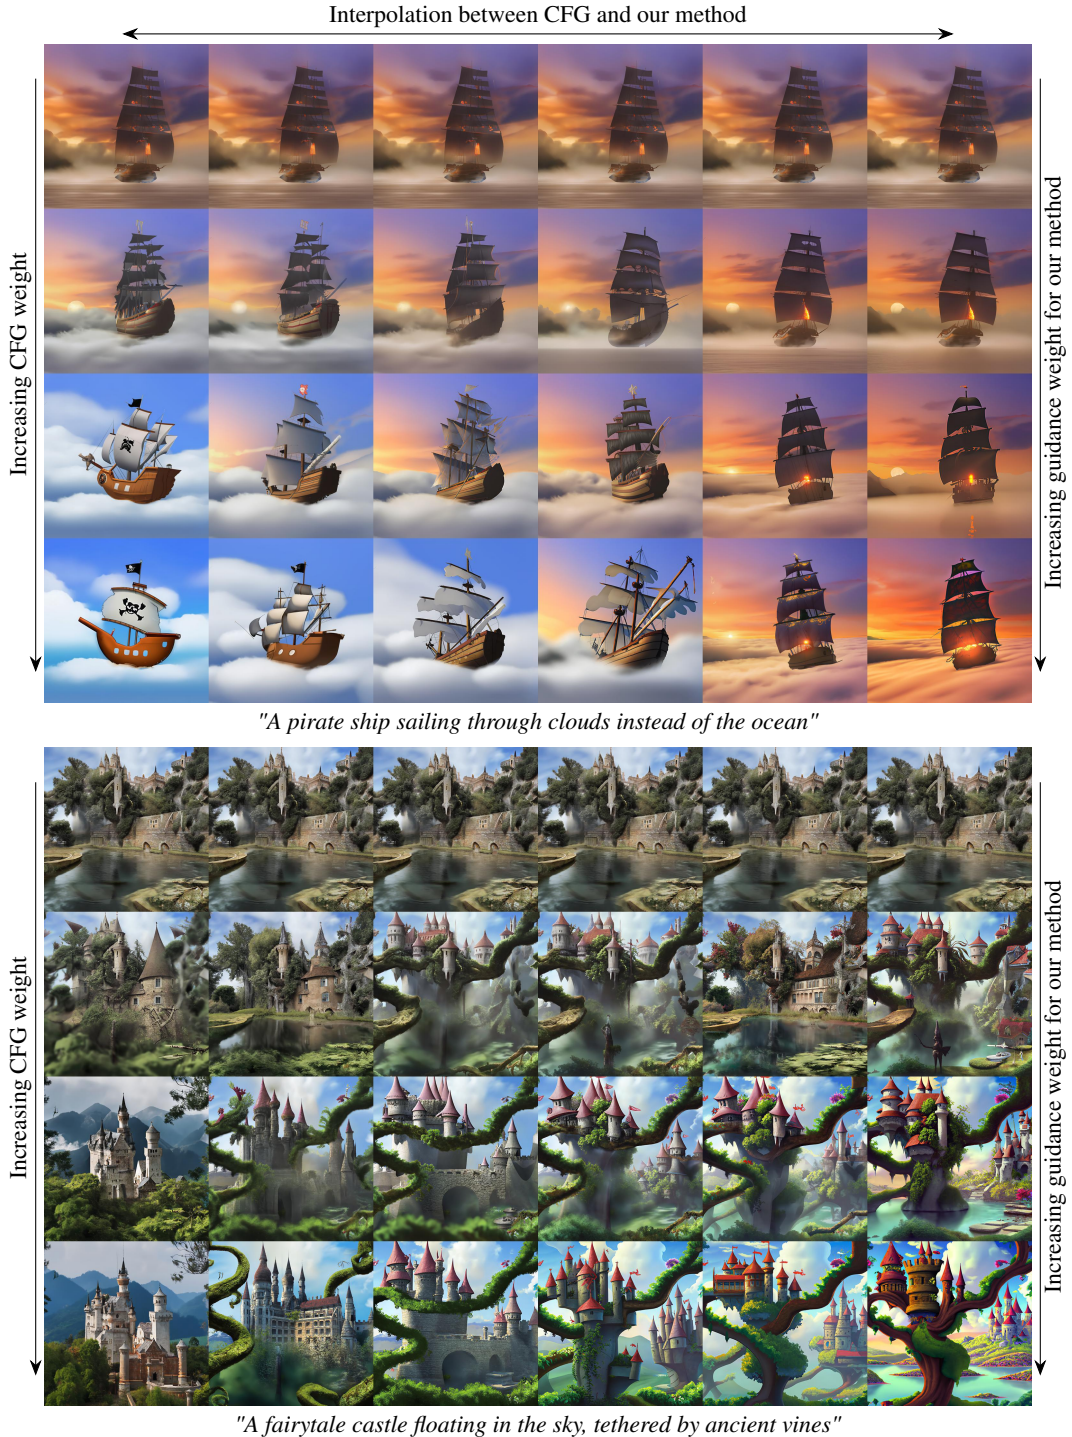 Interpolation between CFG and our method
Increasing CFG weight
Increasing guidance weight for our method
"A pirate ship sailing through clouds instead of the ocean"
Increasing CFG weight
Increasing guidance weight for our method
"A fairytale castle floating in the sky, tethered by ancient vines"